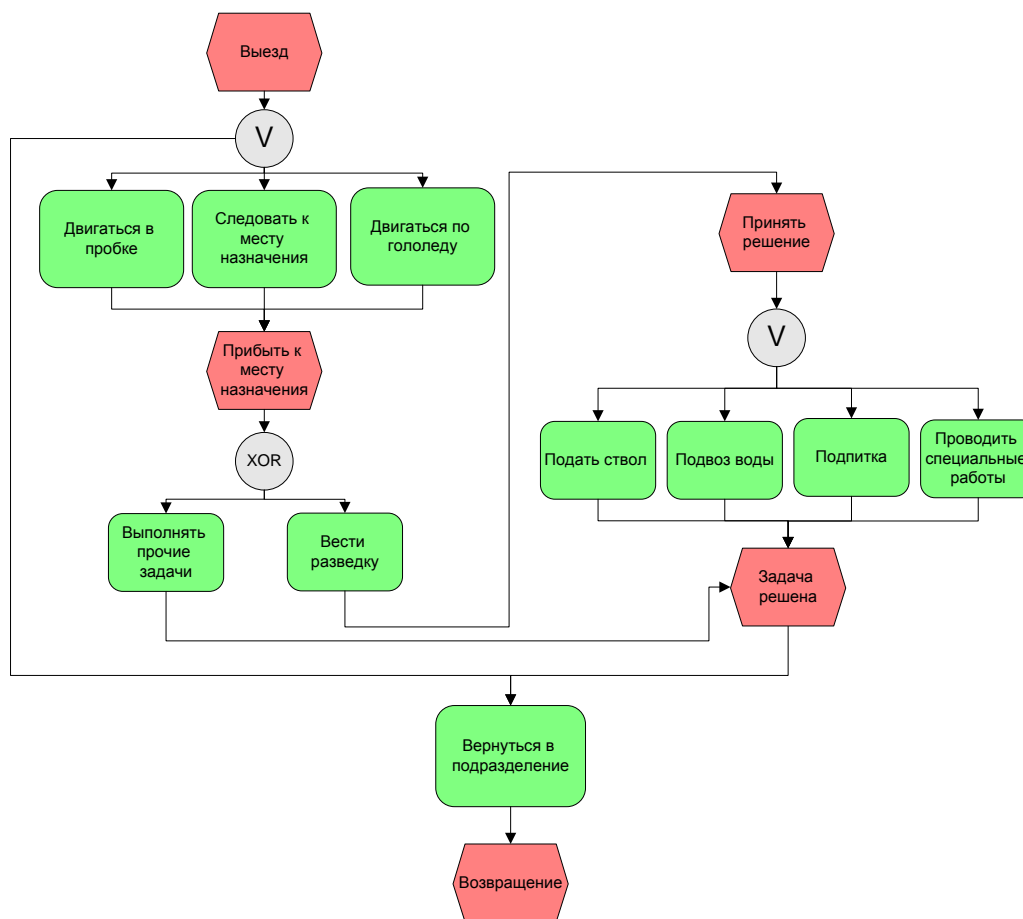 Выезд
V
Двигаться в
пробке
Следовать к
месту
назначения
Двигаться по
гололеду
Прибыть к
месту
назначения
XOR
Выполнять
прочие
задачи
Вести
разведку
Принять
решение
V
Подать ствол
Подвоз воды
Подпитка
Проводить
специальные
работы
Задача
решена
Вернуться в
подразделение
Возвращение